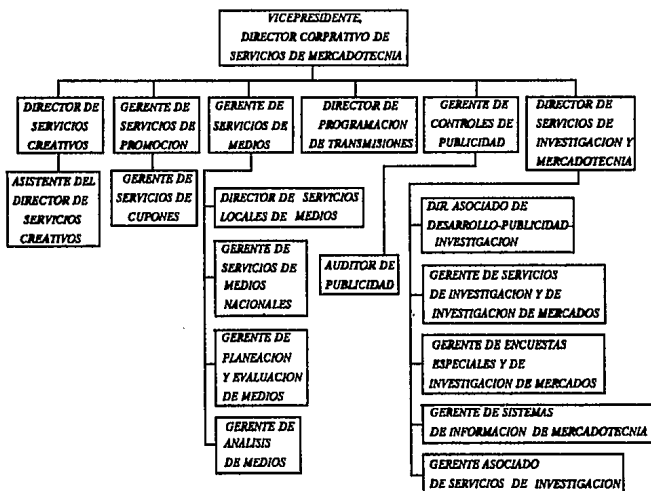 VICEPRESIDENTE,
DIRECTOR CORPRATIVO DE
SERVICIOS DE MERCADOTECNIA
DIRECTOR DE
SERVICIOS
CREATIVOS
GERENTE DE
SERVICIOS DE
PROMOCION
GERENTE DE
SERVICIOS DE
MEDIOS
DIRECTOR DE
PROGRAMACION
DE TRANSMISIONES
GERENTE DE
CONTROLES DE
PUBLICIDAD
DIRECTOR DE
SERVICIOS DE
INVESTIGACION Y
MERCADOTECNIA
ASISTENTE DEL
DIRECTOR DE
SERVICIOS
CREATIVOS
GERENTE DE
SERVICIOS DE
CUPONES
DIRECTOR DE SERVICIOS
LOCALES DE MEDIOS
GERENTE DE
SERVICIOS DE
MEDIOS
NACIONALES
GERENTE DE
PLANEACION
Y EVALUACION
DE MEDIOS
GERENTE DE
ANALISIS
DE MEDIOS
AUDITOR DE
PUBLICIDAD
DIR. ASOCIADO DE
DESARROLLO-PUBLICIDAD-
INVESTIGACION
GERENTE DE SERVICIOS
DE INVESTIGACION Y DE
INVESTIGACION DE MERCADOS
GERENTE DE ENCUESTAS
ESPECIALES Y DE
INVESTIGACION DE MERCADOS
GERENTE DE SISTEMAS
DE INFORMACION DE MERCADOTECNIA
GERENTE ASOCIADO
DE SERVICIOS DE INVESTIGACION